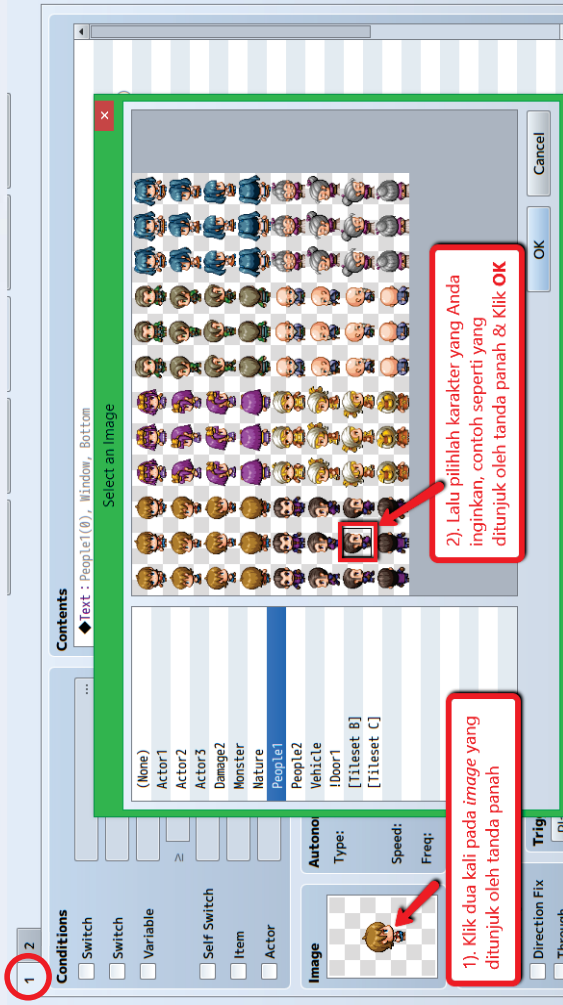 1
2
Conditions
Switch
Switch
Variable
≥
Self Switch
Item
Actor
...
Contents
◆Text : People1(0), Window, Bottom
Image
Type:
Speed:
Freq:
Direction Fix
Through
Select an Image
×
(None)
Actor1
Actor2
Actor3
Damage2
Monster
Nature
People1
People2
Vehicle
!Door1
[Tileset B]
[Tileset C]
OK
Cancel
1). Klik dua kali pada image yang
ditunjuk oleh tanda panah
2). Lalu pilihlah karakter yang Anda
inginkan, contoh seperti yang
ditunjuk oleh tanda panah & Klik OK